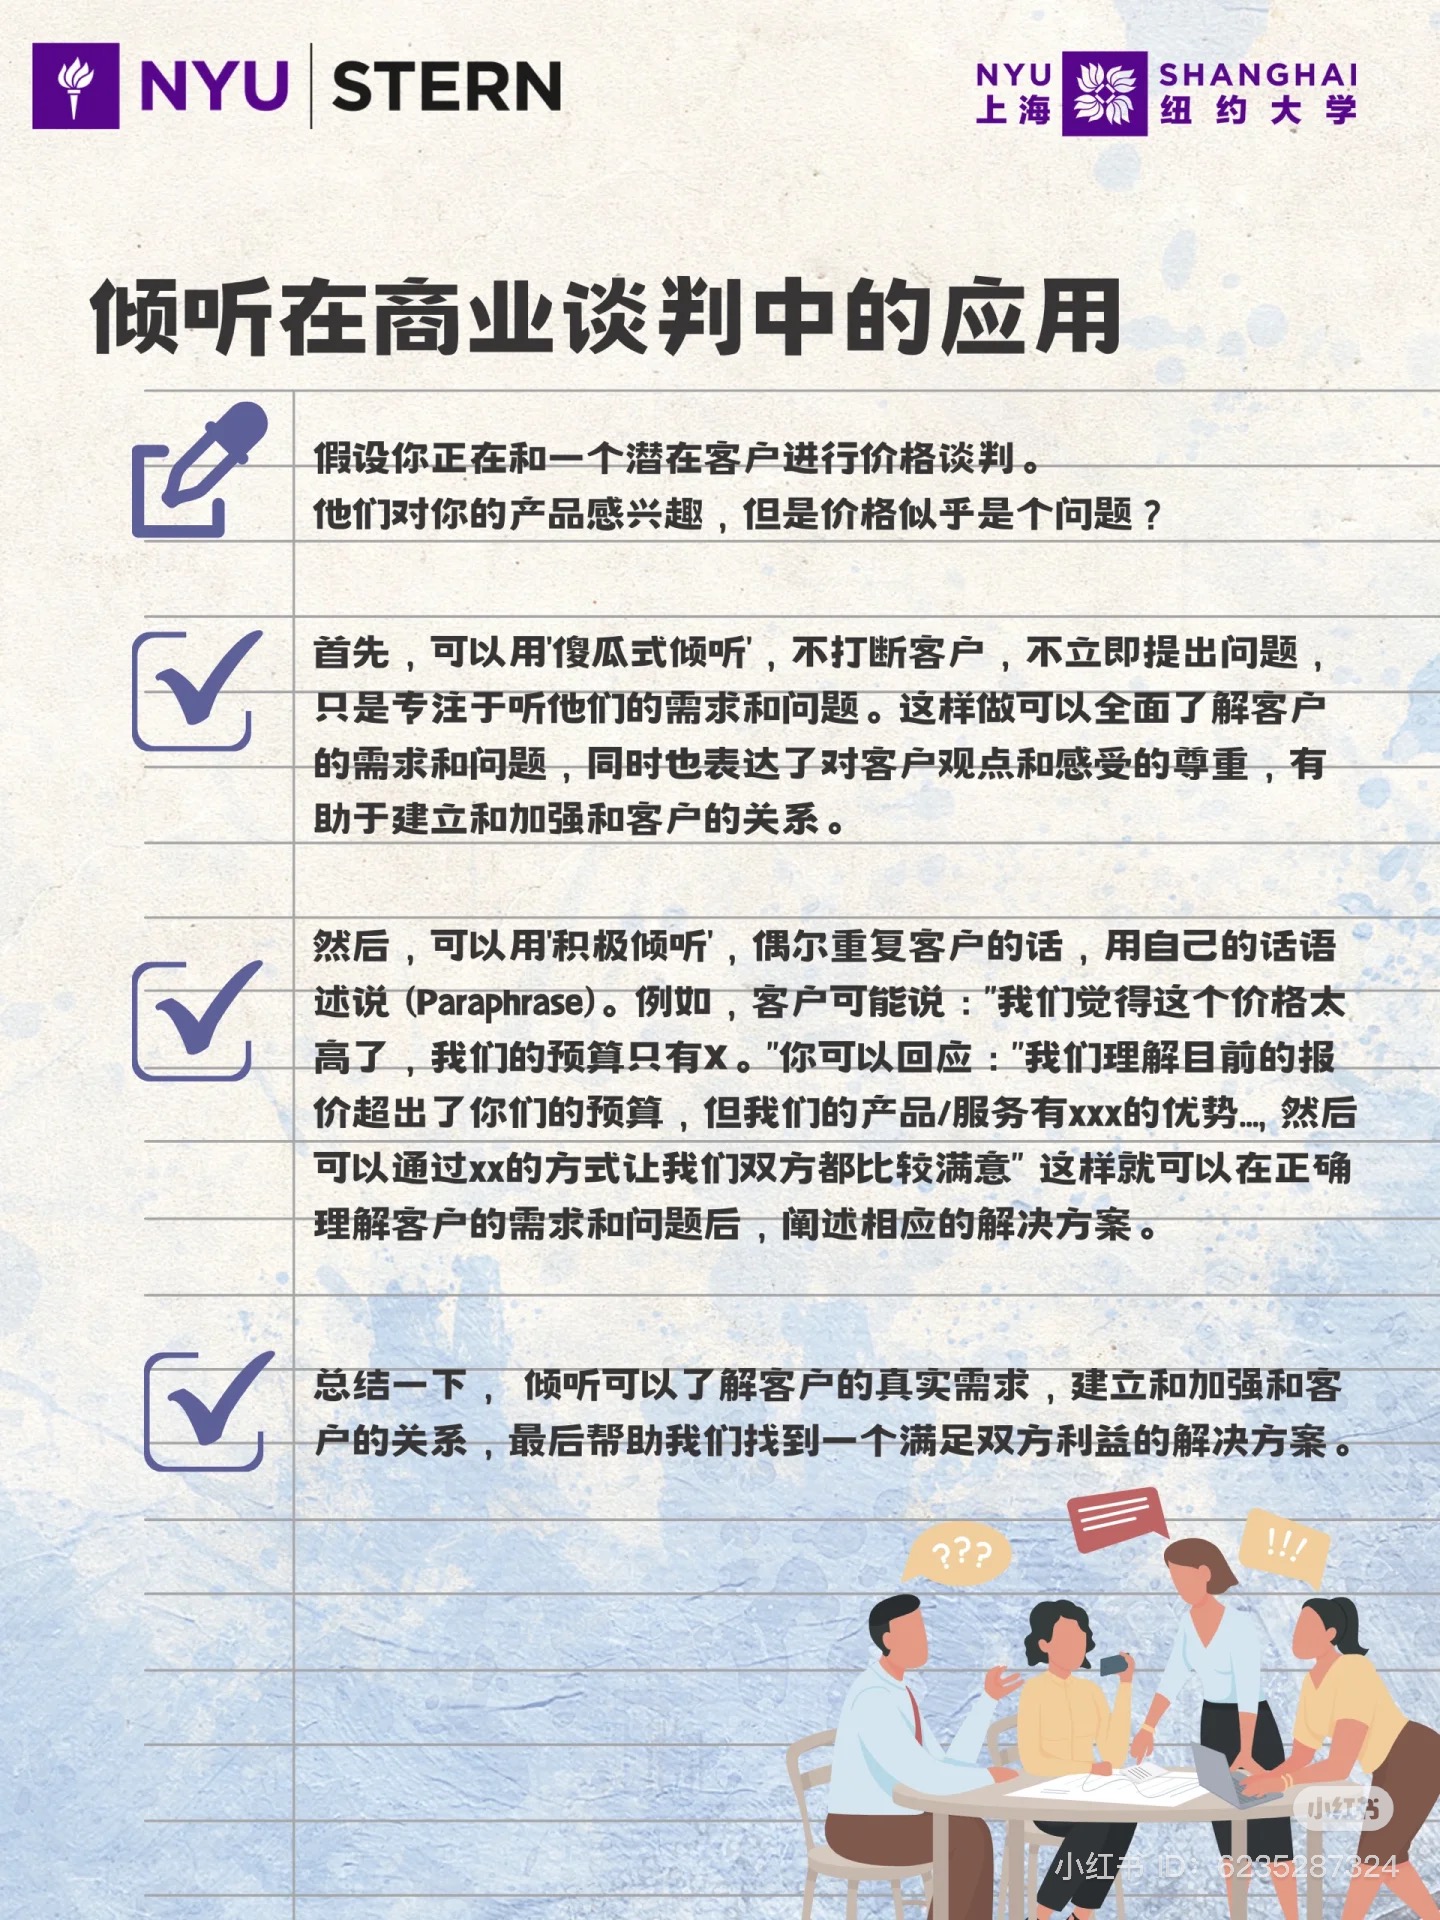 NYU STERN
NYU SHANGHAI
上海 纽约大学
倾听在商业谈判中的应用
假设你正在和一个潜在客户进行价格谈判。
他们对你的产品感兴趣，但是价格似乎是个问题？
首先，可以用'傻瓜式倾听'，不打断客户，不立即提出问题，
只是专注于听他们的需求和问题。这样做可以全面了解客户
的需求和问题，同时也表达了对客户观点和感受的尊重，有
助于建立和加强和客户的关系。
然后，可以用'积极倾听'，偶尔重复客户的话，用自己的话语
述说 (Paraphrase)。例如，客户可能说："我们觉得这个价格太
高了，我们的预算只有X。"你可以回应："我们理解目前的报
价超出了你们的预算，但我们的产品/服务有xxx的优势..., 然后
可以通过xx的方式让我们双方都比较满意" 这样就可以在正确
理解客户的需求和问题后，阐述相应的解决方案。
总结一下， 倾听可以了解客户的真实需求，建立和加强和客
户的关系，最后帮助我们找到一个满足双方利益的解决方案。
???
!!!
小红书
小红书 ID: 6235287324